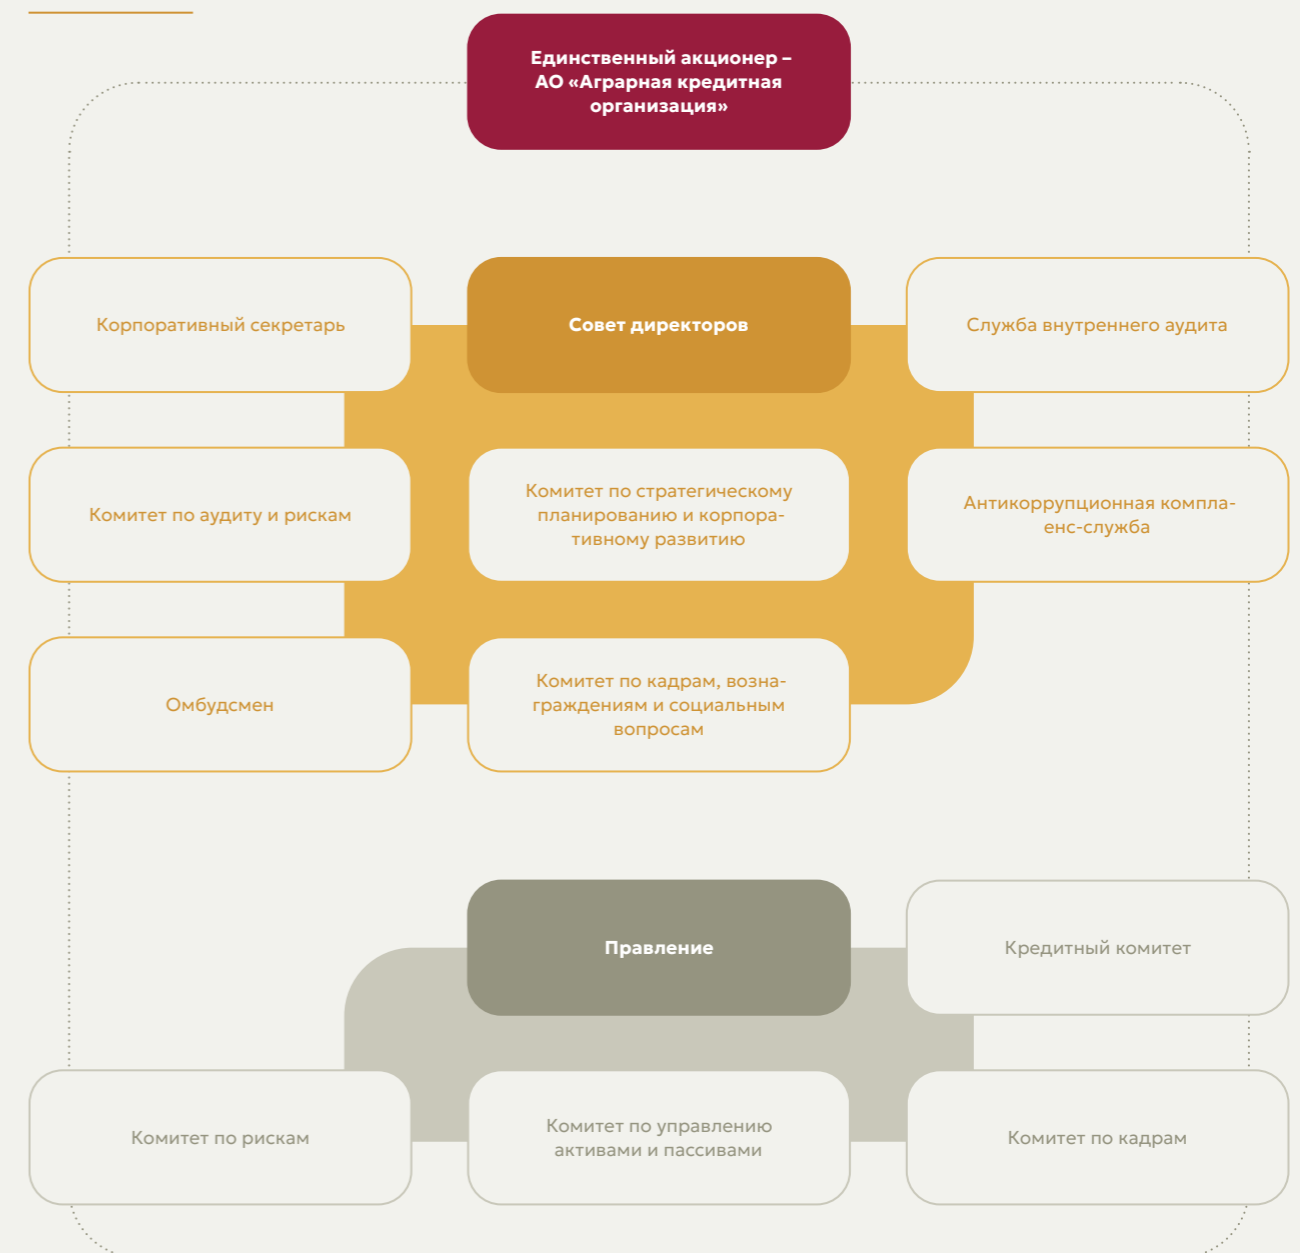 Единственный акционер –
АО «Аграрная кредитная
организация»
Корпоративный секретарь
Совет директоров
Служба внутреннего аудита
Комитет по аудиту и рискам
Комитет по стратегическому
планированию и корпора-
тивному развитию
Антикоррупционная компла-
енс-служба
Омбудсмен
Комитет по кадрам, возна-
граждениям и социальным
вопросам
Правление
Кредитный комитет
Комитет по рискам
Комитет по управлению
активами и пассивами
Комитет по кадрам